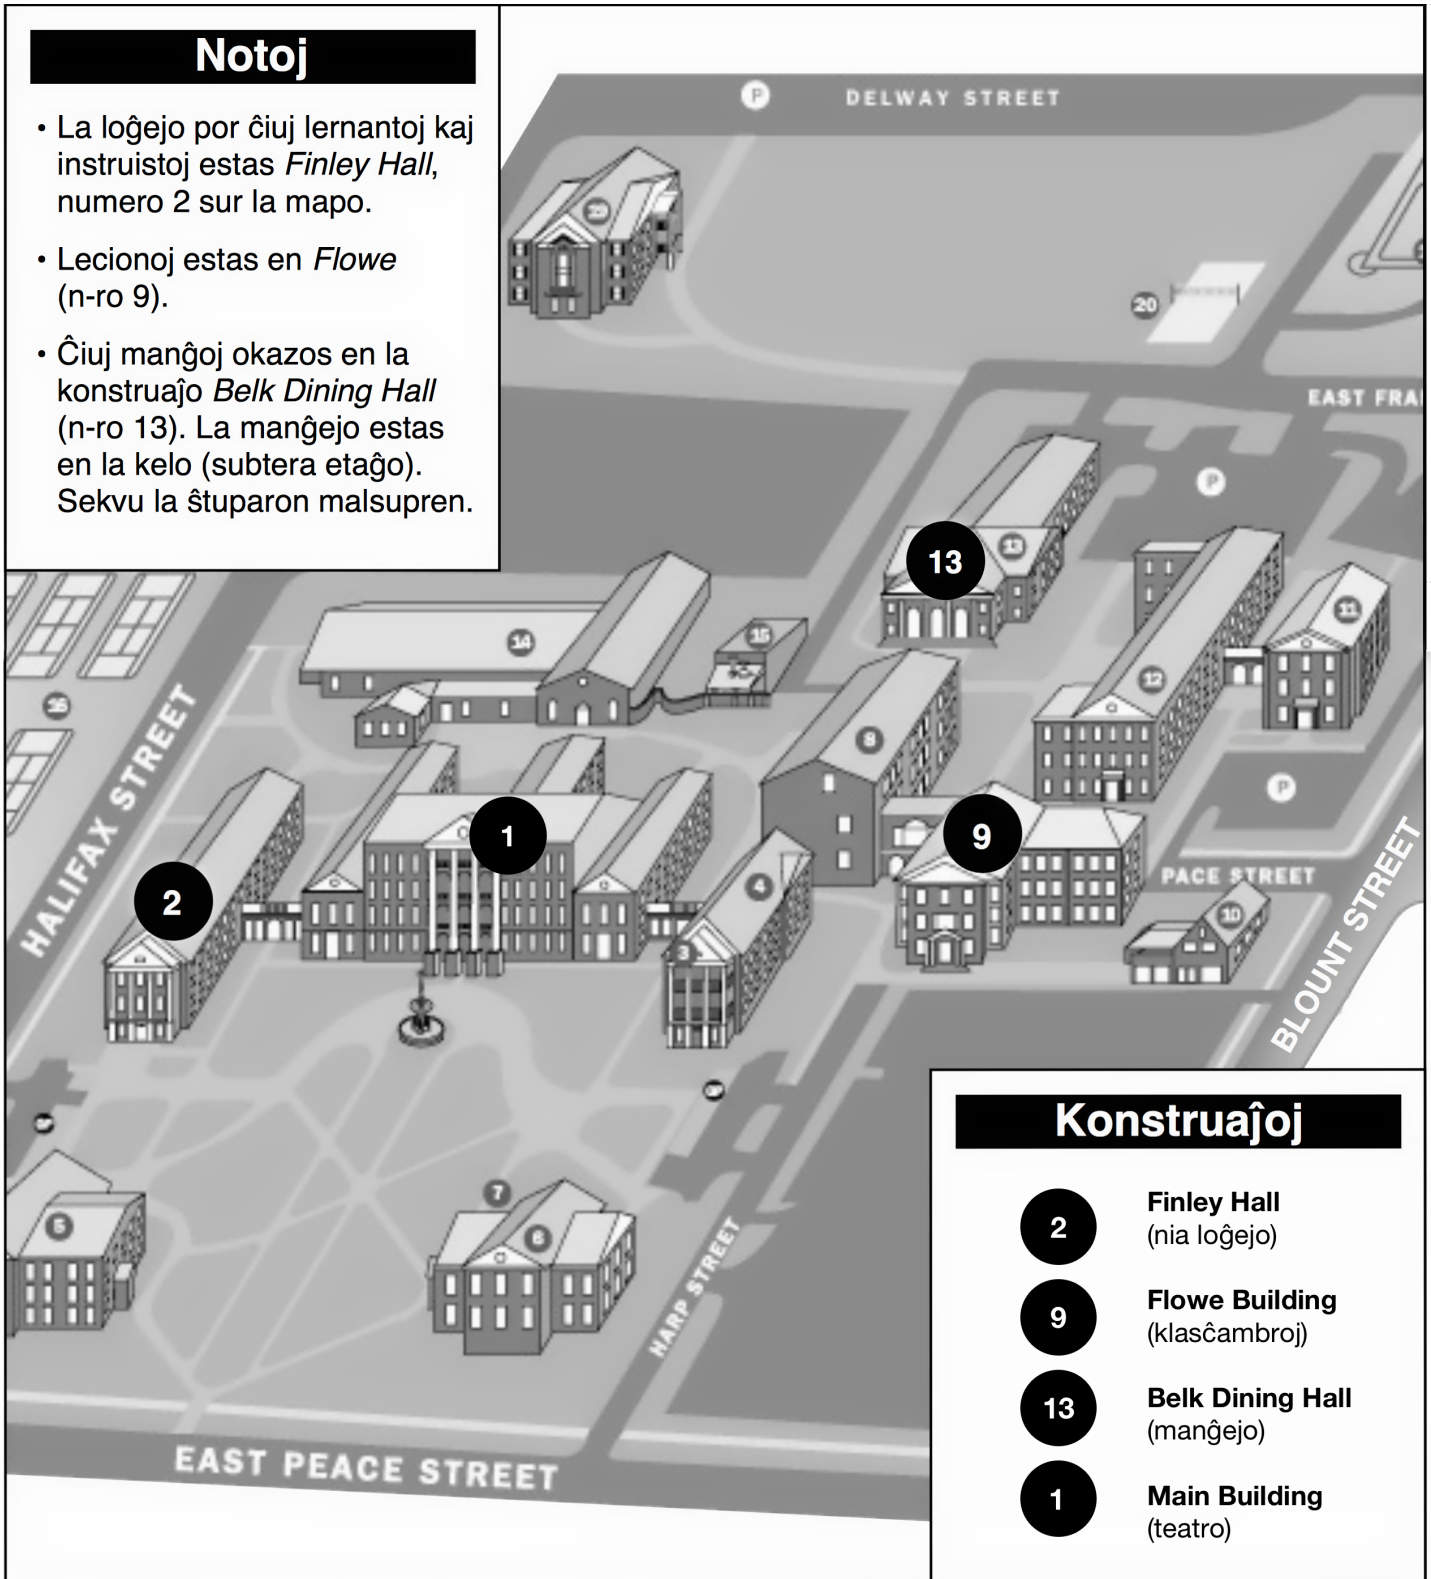 Notoj
• La loĝejo por ĉiuj lernantoj kaj
instruistoj estas Finley Hall,
numero 2 sur la mapo.
• Lecionoj estas en Flowe
(n-ro 9).
• Ĉiuj manĝoj okazos en la
konstruaĵo Belk Dining Hall
(n-ro 13). La manĝejo estas
en la kelo (subtera etaĝo).
Sekvu la ŝtuparon malsupren.
P
DELWAY STREET
20
EAST FRA
P
13
13
11
14
15
12
16
8
P
HALIFAX STREET
1
9
2
4
PACE STREET
BLOUNT STREET
10
3
7
5
6
HARP STREET
EAST PEACE STREET
Konstruaĵoj
2
Finley Hall
(nia loĝejo)
9
Flowe Building
(klasĉambroj)
13
Belk Dining Hall
(manĝejo)
1
Main Building
(teatro)